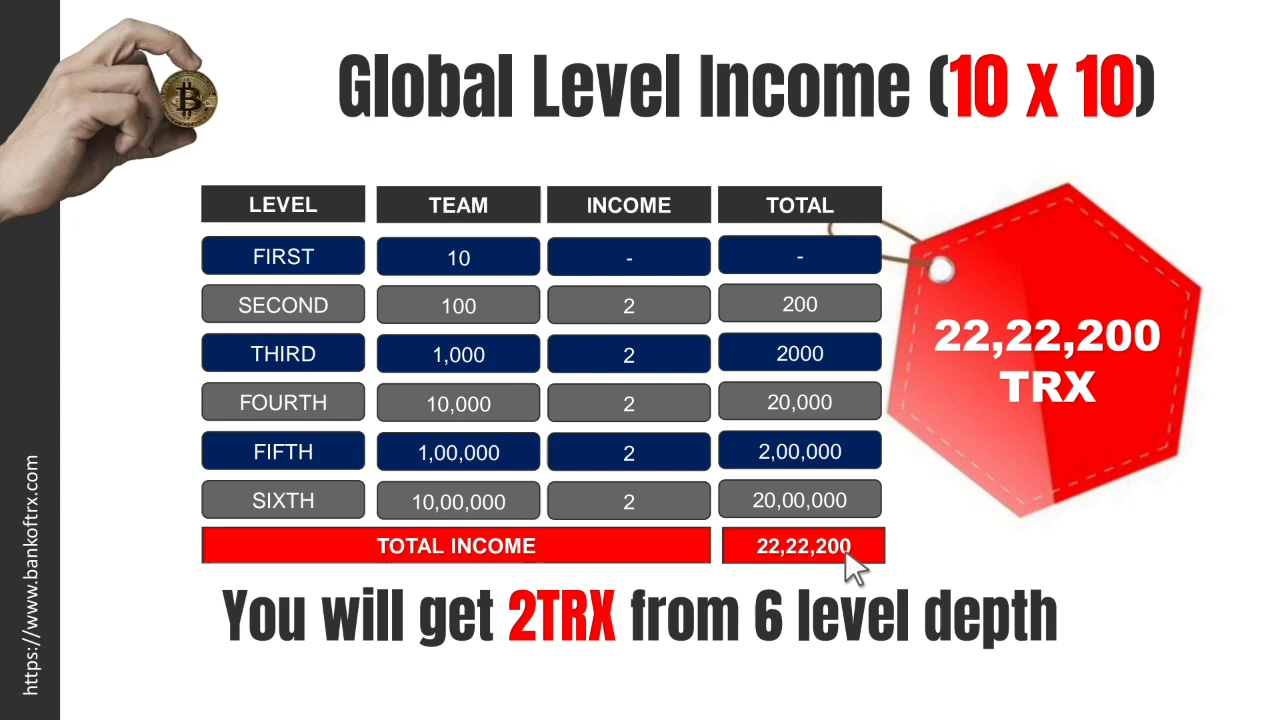 Global Level Income (10 x 10)
LEVEL TEAM INCOME TOTAL
FIRST 10 - -
SECOND 100 2 200
THIRD 1,000 2 2000
FOURTH 10,000 2 20,000
FIFTH 1,00,000 2 2,00,000
SIXTH 10,00,000 2 20,00,000
TOTAL INCOME 22,22,200
22,22,200
TRX
You will get 2TRX from 6 level depth
https://www.bankoftrx.com